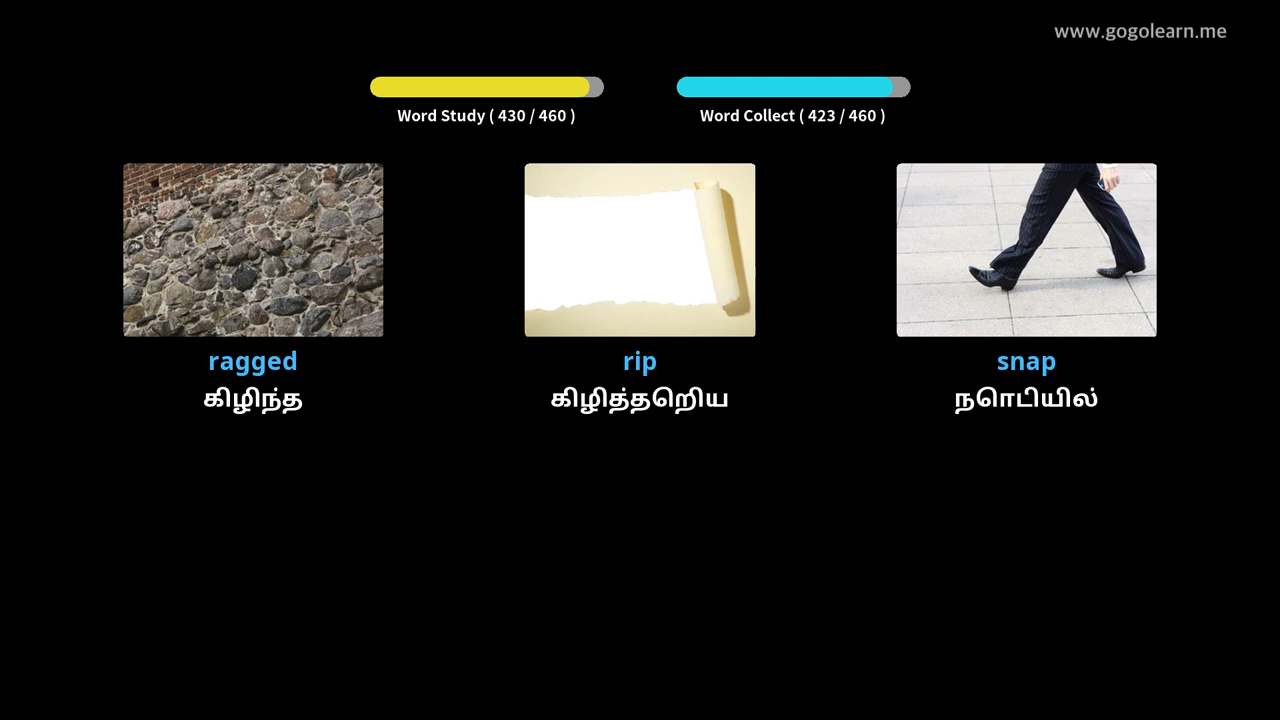 www.gogolearn.me
Word Study ( 430 / 460 )
Word Collect ( 423 / 460 )
ragged
rip
snap
கிழிந்த
கிழித்தறெிய
நொடியில்